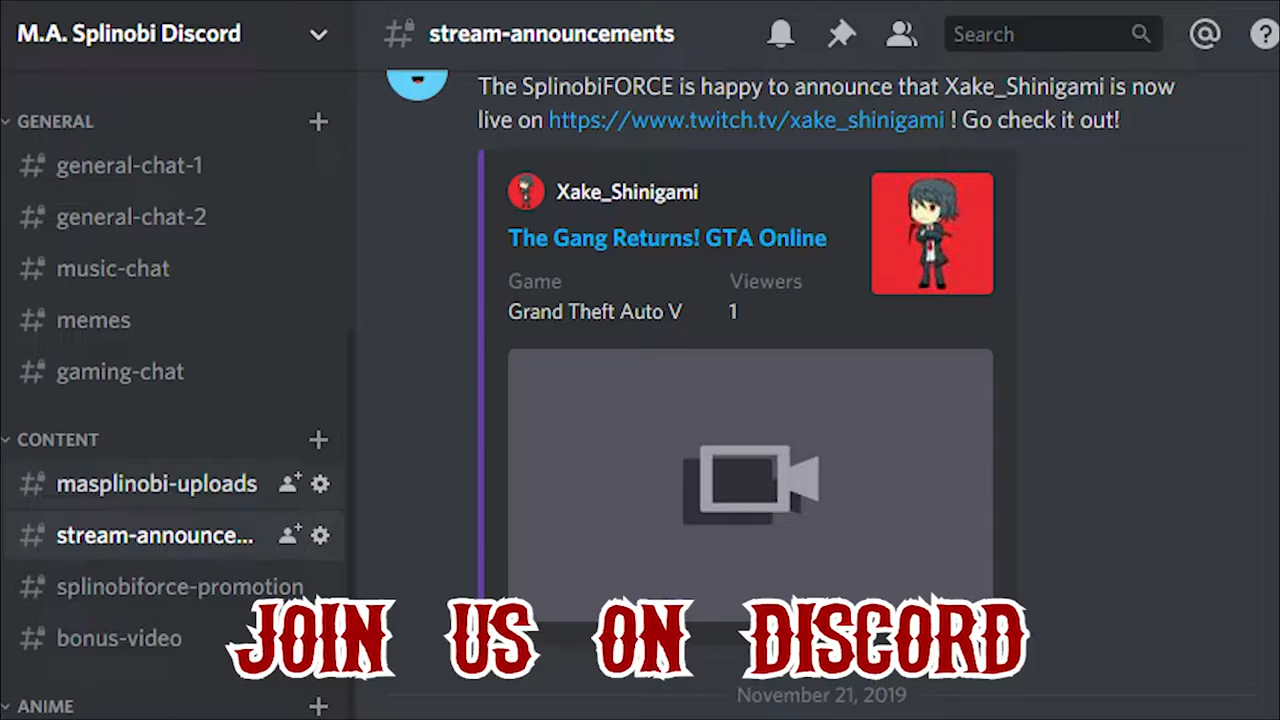 M.A. Splinobi Discord
GENERAL
general-chat-1
general-chat-2
music-chat
memes
gaming-chat
CONTENT
masplinobi-uploads
stream-announce...
splinobiforce-promotion
bonus-video
ANIME
stream-announcements
Search
The SplinobiFORCE is happy to announce that Xake_Shinigami is now
live on https://www.twitch.tv/xake_shinigami ! Go check it out!
Xake_Shinigami
The Gang Returns! GTA Online
Game Viewers
Grand Theft Auto V 1
November 21, 2019
JOIN US ON DISCORD